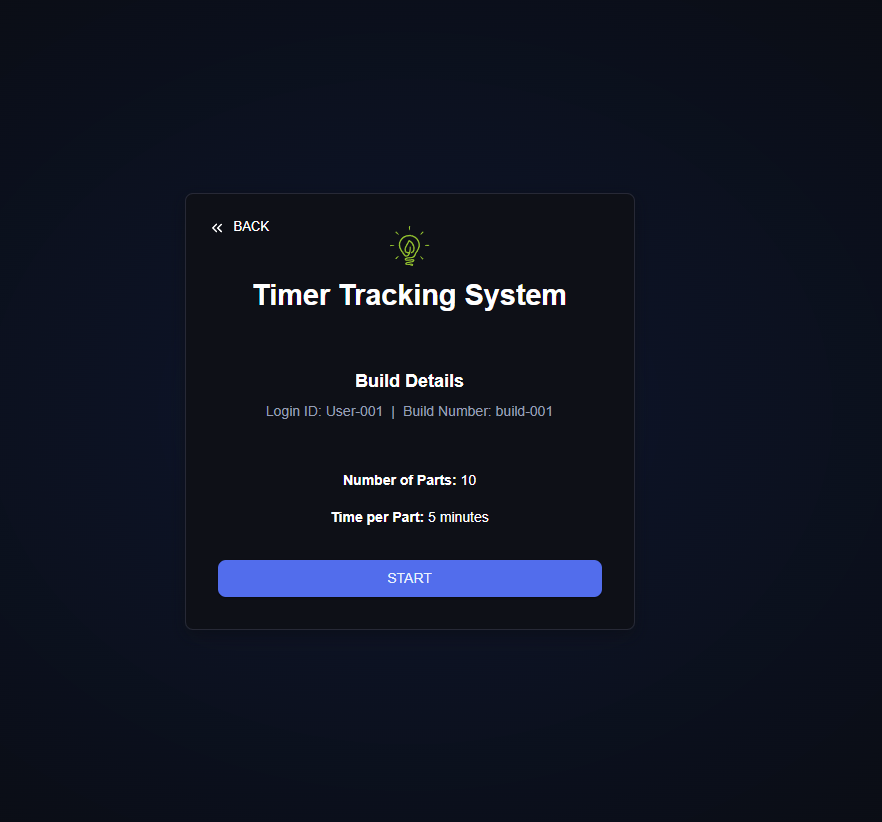 BACK
Timer Tracking System
Build Details
Login ID: User-001 | Build Number: build-001
Number of Parts: 10
Time per Part: 5 minutes
START